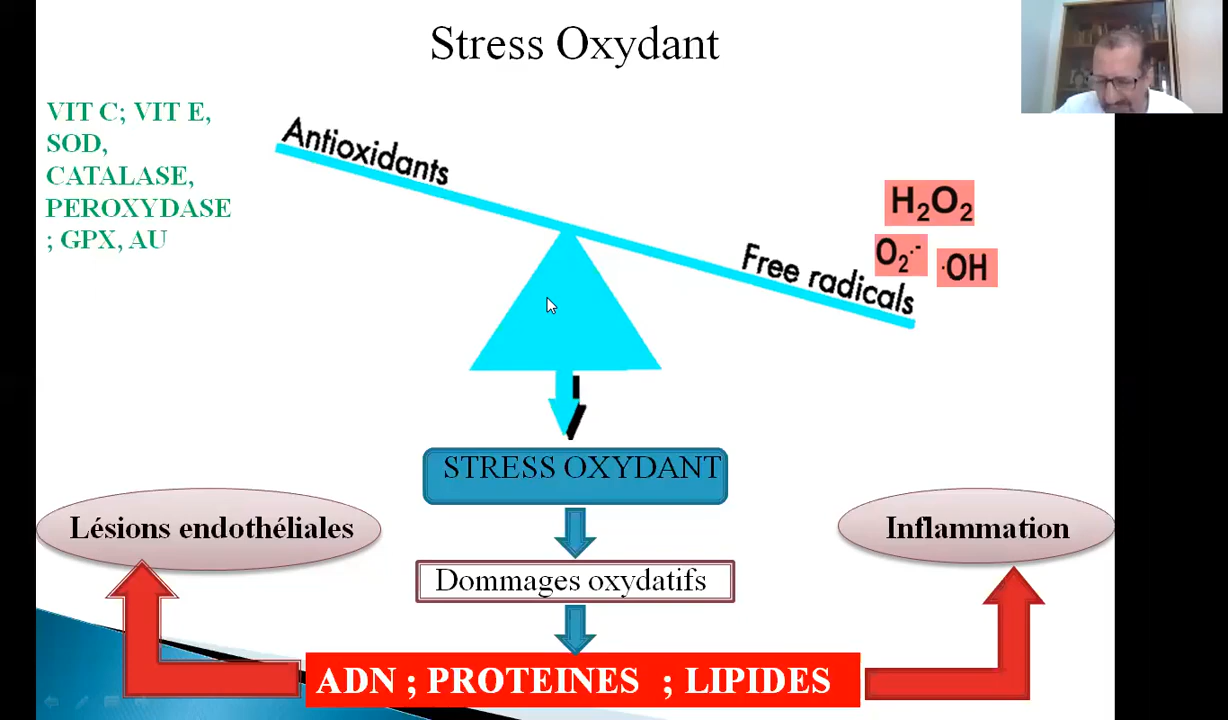 Stress Oxydant
VIT C; VIT E,
SOD,
CATALASE,
PEROXYDASE
; GPX, AU
Antioxidants
Free radicals
H₂O₂
O₂·⁻
·OH
STRESS OXYDANT
Lésions endothéliales
Inflammation
Dommages oxydatifs
ADN ; PROTEINES ; LIPIDES